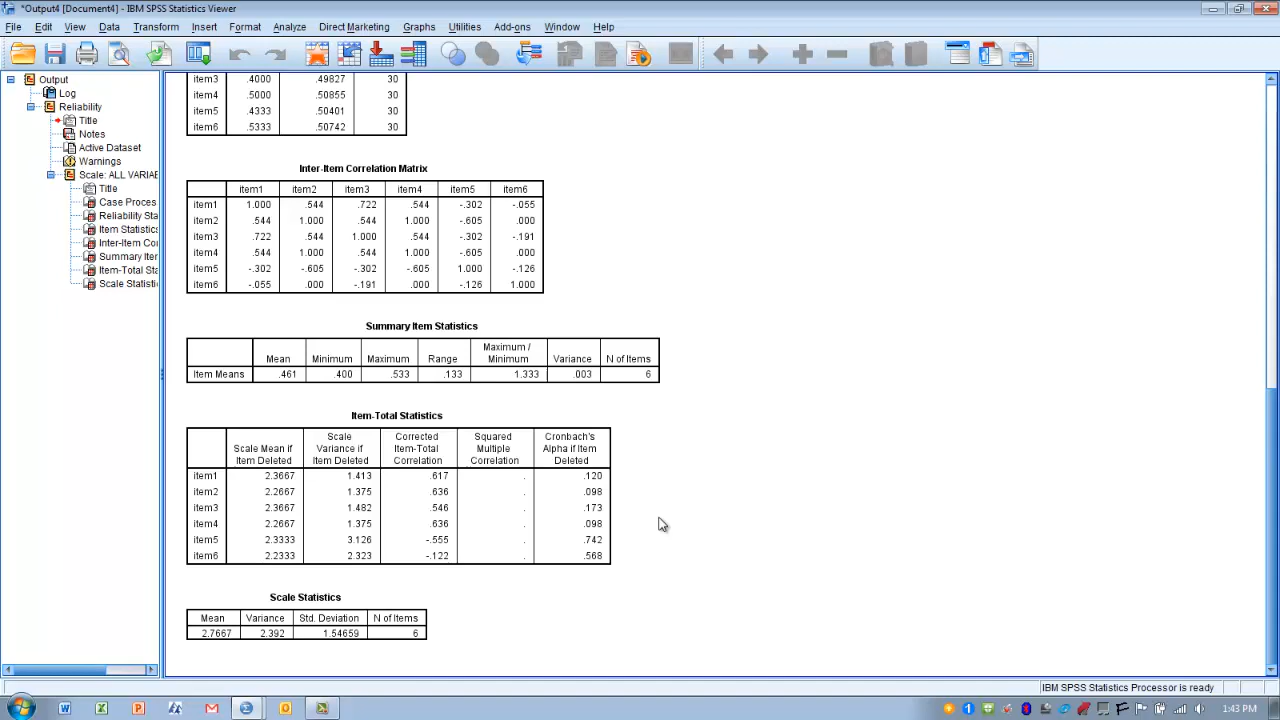 *Output4 [Document4] - IBM SPSS Statistics Viewer
File Edit View Data Transform Insert Format Analyze Direct Marketing Graphs Utilities Add-ons Window Help
Output
Log
Reliability
Title
Notes
Active Dataset
Warnings
Scale: ALL VARIAE
Title
Case Proces
Reliability Sta
Item Statistics
Inter-Item Co
Summary Iter
Item-Total Sta
Scale Statisti
item3 .4000 .49827 30
item4 .5000 .50855 30
item5 .4333 .50401 30
item6 .5333 .50742 30
Inter-Item Correlation Matrix
item1 item2 item3 item4 item5 item6
item1 1.000 .544 .722 .544 -.302 -.055
item2 .544 1.000 .544 1.000 -.605 .000
item3 .722 .544 1.000 .544 -.302 -.191
item4 .544 1.000 .544 1.000 -.605 .000
item5 -.302 -.605 -.302 -.605 1.000 -.126
item6 -.055 .000 -.191 .000 -.126 1.000
Summary Item Statistics
Mean Minimum Maximum Range Maximum / Minimum Variance N of Items
Item Means .461 .400 .533 .133 1.333 .003 6
Item-Total Statistics
Scale Mean if Item Deleted Scale Variance if Item Deleted Corrected Item-Total Correlation Squared Multiple Correlation Cronbach's Alpha if Item Deleted
item1 2.3667 1.413 .617 . .120
item2 2.2667 1.375 .636 . .098
item3 2.3667 1.482 .546 . .173
item4 2.2667 1.375 .636 . .098
item5 2.3333 3.126 -.555 . .742
item6 2.2333 2.323 -.122 . .568
Scale Statistics
Mean Variance Std. Deviation N of Items
2.7667 2.392 1.54659 6
IBM SPSS Statistics Processor is ready
1:43 PM